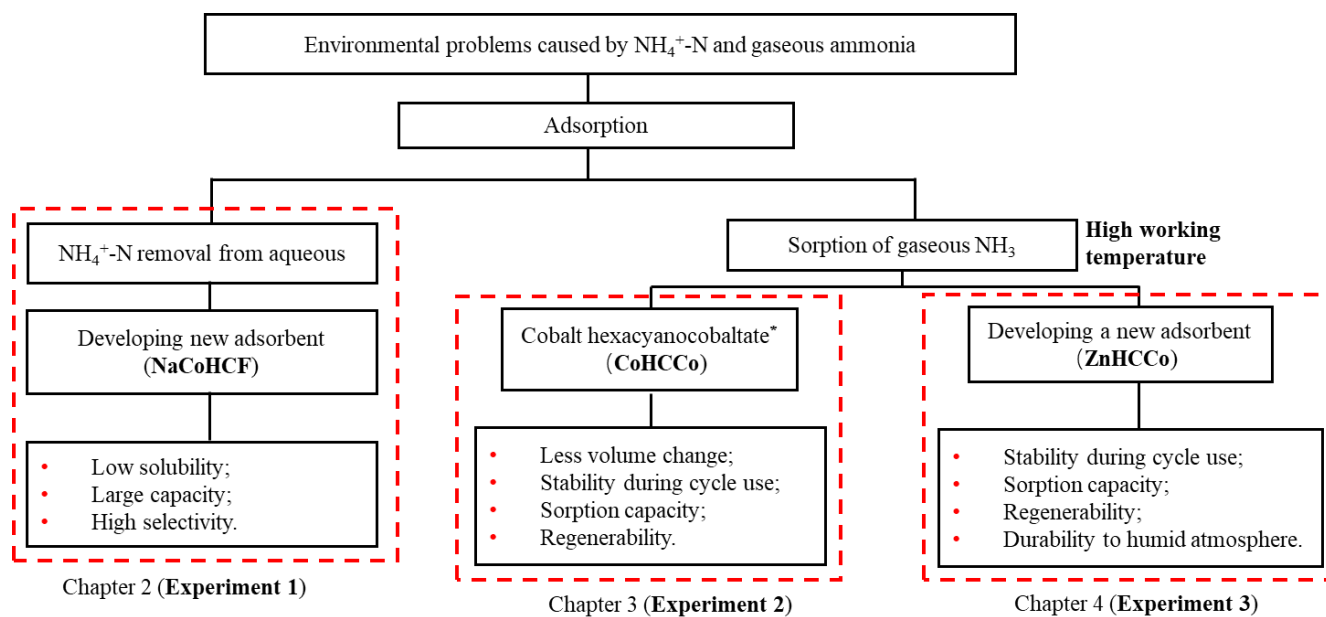 Environmental problems caused by NH₄⁺-N and gaseous ammonia
Adsorption
NH₄⁺-N removal from aqueous
Developing new adsorbent
(NaCoHCF)
• Low solubility;
• Large capacity;
• High selectivity.
Chapter 2 (Experiment 1)
Sorption of gaseous NH₃
High working
temperature
Cobalt hexacyanocobaltate*
(CoHCCo)
• Less volume change;
• Stability during cycle use;
• Sorption capacity;
• Regenerability.
Chapter 3 (Experiment 2)
Developing a new adsorbent
(ZnHCCo)
• Stability during cycle use;
• Sorption capacity;
• Regenerability;
• Durability to humid atmosphere.
Chapter 4 (Experiment 3)